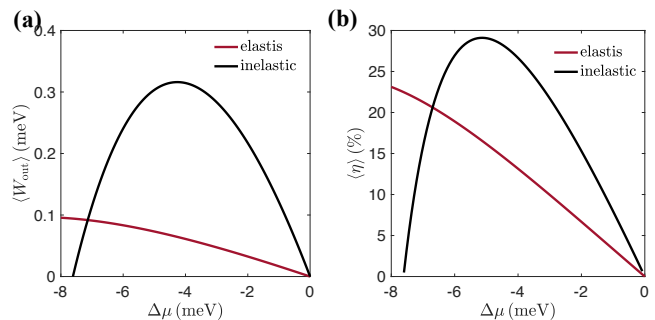 (a)
0.4
0.3
0.2
0.1
0
⟨W_out⟩ (meV)
elastis
inelastic
-8
-6
-4
-2
0
Δμ (meV)
(b)
30
25
20
15
10
5
0
⟨η⟩ (%)
elastis
inelastic
-8
-6
-4
-2
0
Δμ (meV)